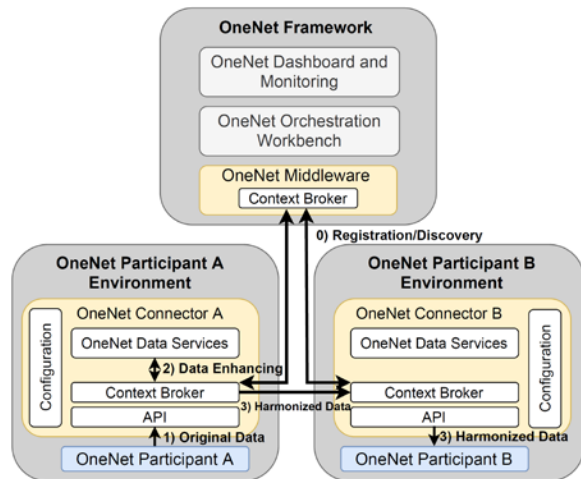 OneNet Framework
OneNet Dashboard and
Monitoring
OneNet Orchestration
Workbench
OneNet Middleware
Context Broker
0) Registration/Discovery
OneNet Participant A
Environment
OneNet Connector A
Configuration
OneNet Data Services
2) Data Enhancing
Context Broker
3) Harmonized Data
API
1) Original Data
OneNet Participant A
OneNet Participant B
Environment
OneNet Connector B
OneNet Data Services
Configuration
Context Broker
API
3) Harmonized Data
OneNet Participant B